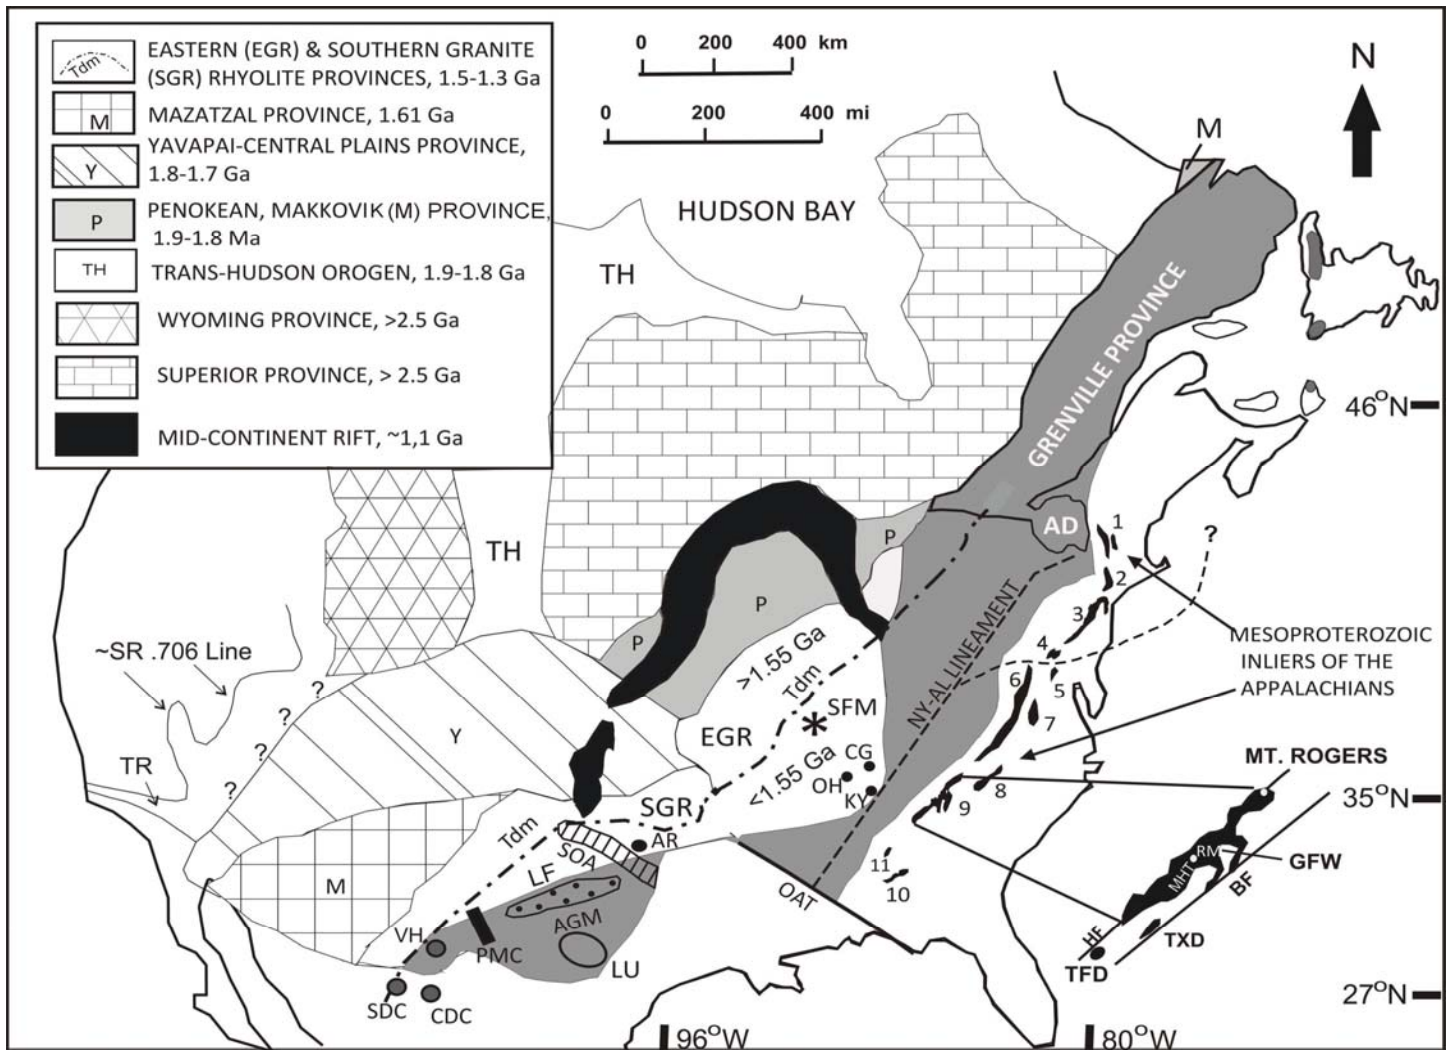 EASTERN (EGR) & SOUTHERN GRANITE
(SGR) RHYOLITE PROVINCES, 1.5-1.3 Ga
Tdm
MAZATZAL PROVINCE, 1.61 Ga
M
YAVAPAI-CENTRAL PLAINS PROVINCE,
1.8-1.7 Ga
Y
PENOKEAN, MAKKOVIK (M) PROVINCE,
1.9-1.8 Ma
P
TRANS-HUDSON OROGEN, 1.9-1.8 Ga
TH
WYOMING PROVINCE, >2.5 Ga
SUPERIOR PROVINCE, > 2.5 Ga
MID-CONTINENT RIFT, ~1,1 Ga
0 200 400 km
0 200 400 mi
N
M
HUDSON BAY
TH
GRENVILLE PROVINCE
46°N
AD
1
?
P
TH
2
P
3
NY-AL LINEAMENT
MESOPROTEROZOIC
INLIERS OF THE
APPALACHIANS
P
4
~SR .706 Line
>1.55 Ga
Tdm
6
5
?
?
SFM
7
Y
EGR
?
CG
<1.55 Ga
OH
MT. ROGERS
TR
?
KY
8
35°N
SGR
9
Tdm
AR
SOA
RM
GFW
MHT
11
LF
BF
M
10
OAT
AGM
VH
PMC
HF
TXD
LU
TFD
SDC
CDC
27°N
96°W
80°W